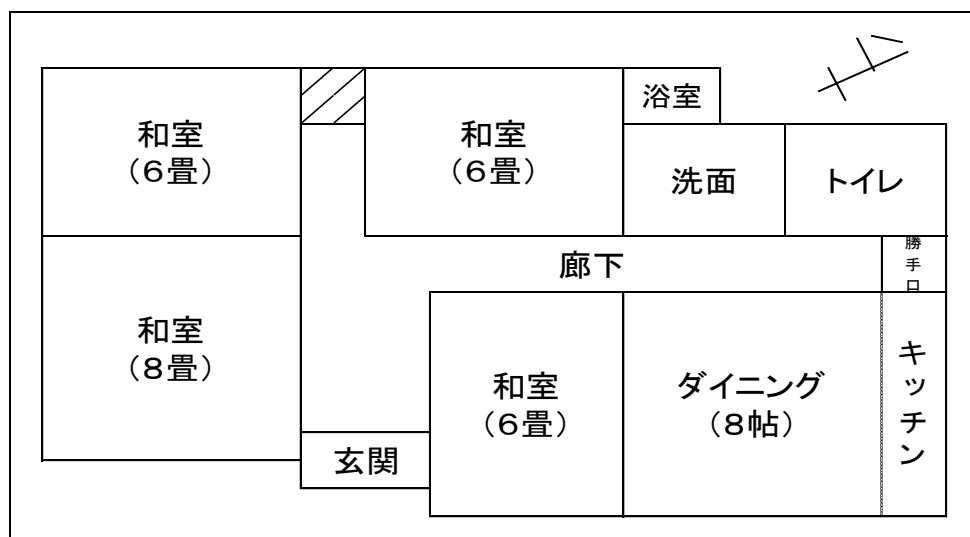 和室
（６畳）
和室
（６畳）
浴室
洗面
トイレ
廊下
勝手口
和室
（８畳）
和室
（６畳）
ダイニング
（８帖）
キッチン
玄関